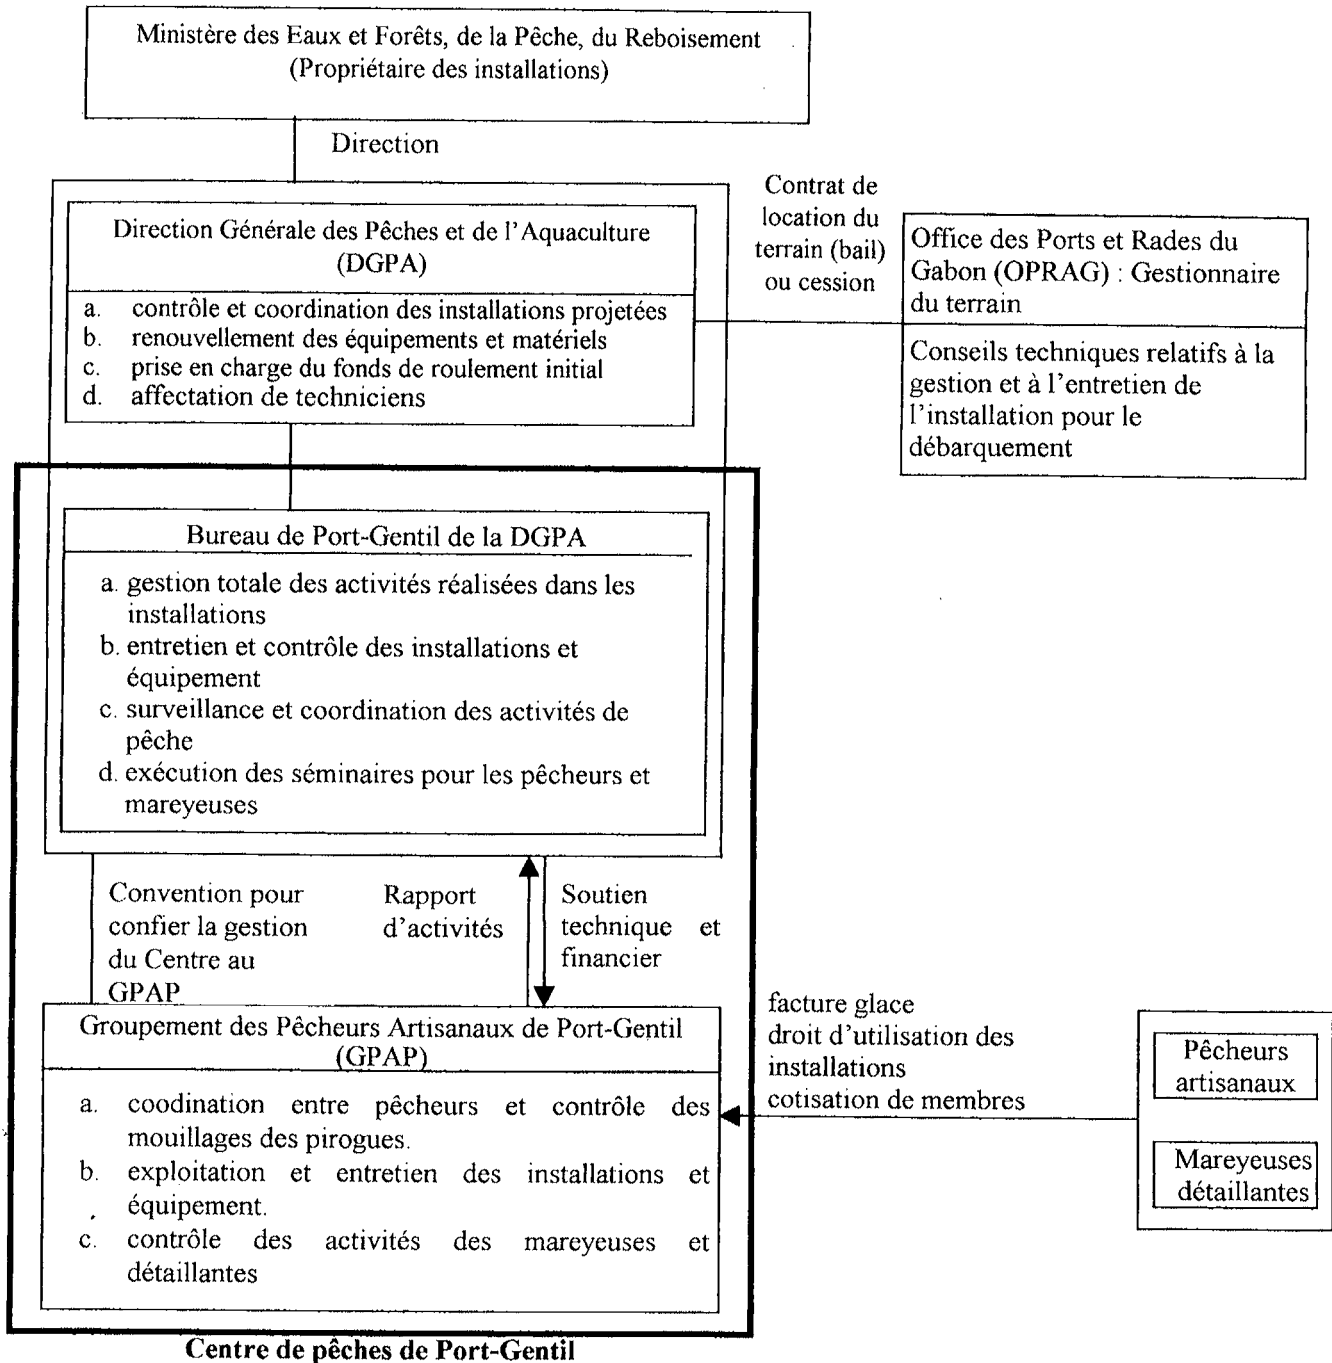 Ministère des Eaux et Forêts, de la Pêche, du Reboisement
(Propriétaire des installations)
Direction
Direction Générale des Pêches et de l'Aquaculture
(DGPA)
a. contrôle et coordination des installations projetées
b. renouvellement des équipements et matériels
c. prise en charge du fonds de roulement initial
d. affectation de techniciens
Contrat de
location du
terrain (bail)
ou cession
Office des Ports et Rades du
Gabon (OPRAG) : Gestionnaire
du terrain
Conseils techniques relatifs à la
gestion et à l'entretien de
l'installation pour le
débarquement
Bureau de Port-Gentil de la DGPA
a. gestion totale des activités réalisées dans les
installations
b. entretien et contrôle des installations et
équipement
c. surveillance et coordination des activités de
pêche
d. exécution des séminaires pour les pêcheurs et
mareyeuses
Convention pour
confier la gestion
du Centre au
GPAP
Rapport
d'activités
Soutien
technique et
financier
Groupement des Pêcheurs Artisanaux de Port-Gentil
(GPAP)
a. coodination entre pêcheurs et contrôle des
mouillages des pirogues.
b. exploitation et entretien des installations et
équipement.
c. contrôle des activités des mareyeuses et
détaillantes
facture glace
droit d'utilisation des
installations
cotisation de membres
Pêcheurs
artisanaux
Mareyeuses
détaillantes
Centre de pêches de Port-Gentil